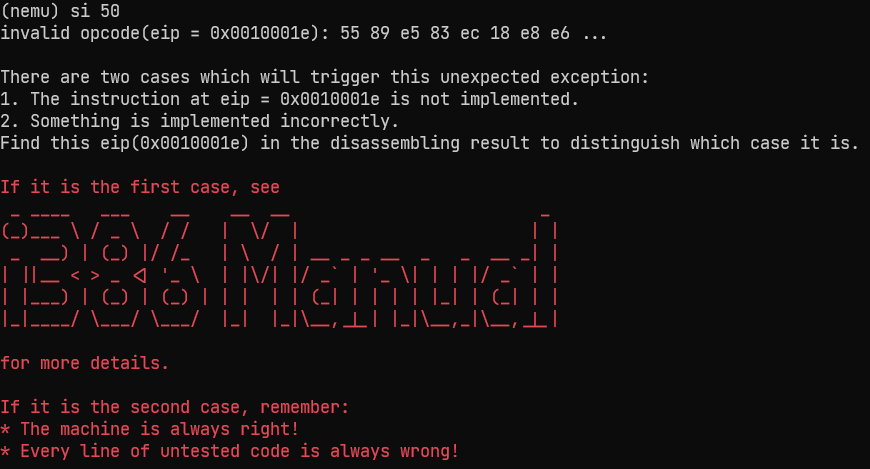 (nemu) si 50
invalid opcode(eip = 0x0010001e): 55 89 e5 83 ec 18 e8 e6 ...
There are two cases which will trigger this unexpected exception:
1. The instruction at eip = 0x0010001e is not implemented.
2. Something is implemented incorrectly.
Find this eip(0x0010001e) in the disassembling result to distinguish which case it is.
If it is the first case, see
i386 Manual
for more details.
If it is the second case, remember:
* The machine is always right!
* Every line of untested code is always wrong!